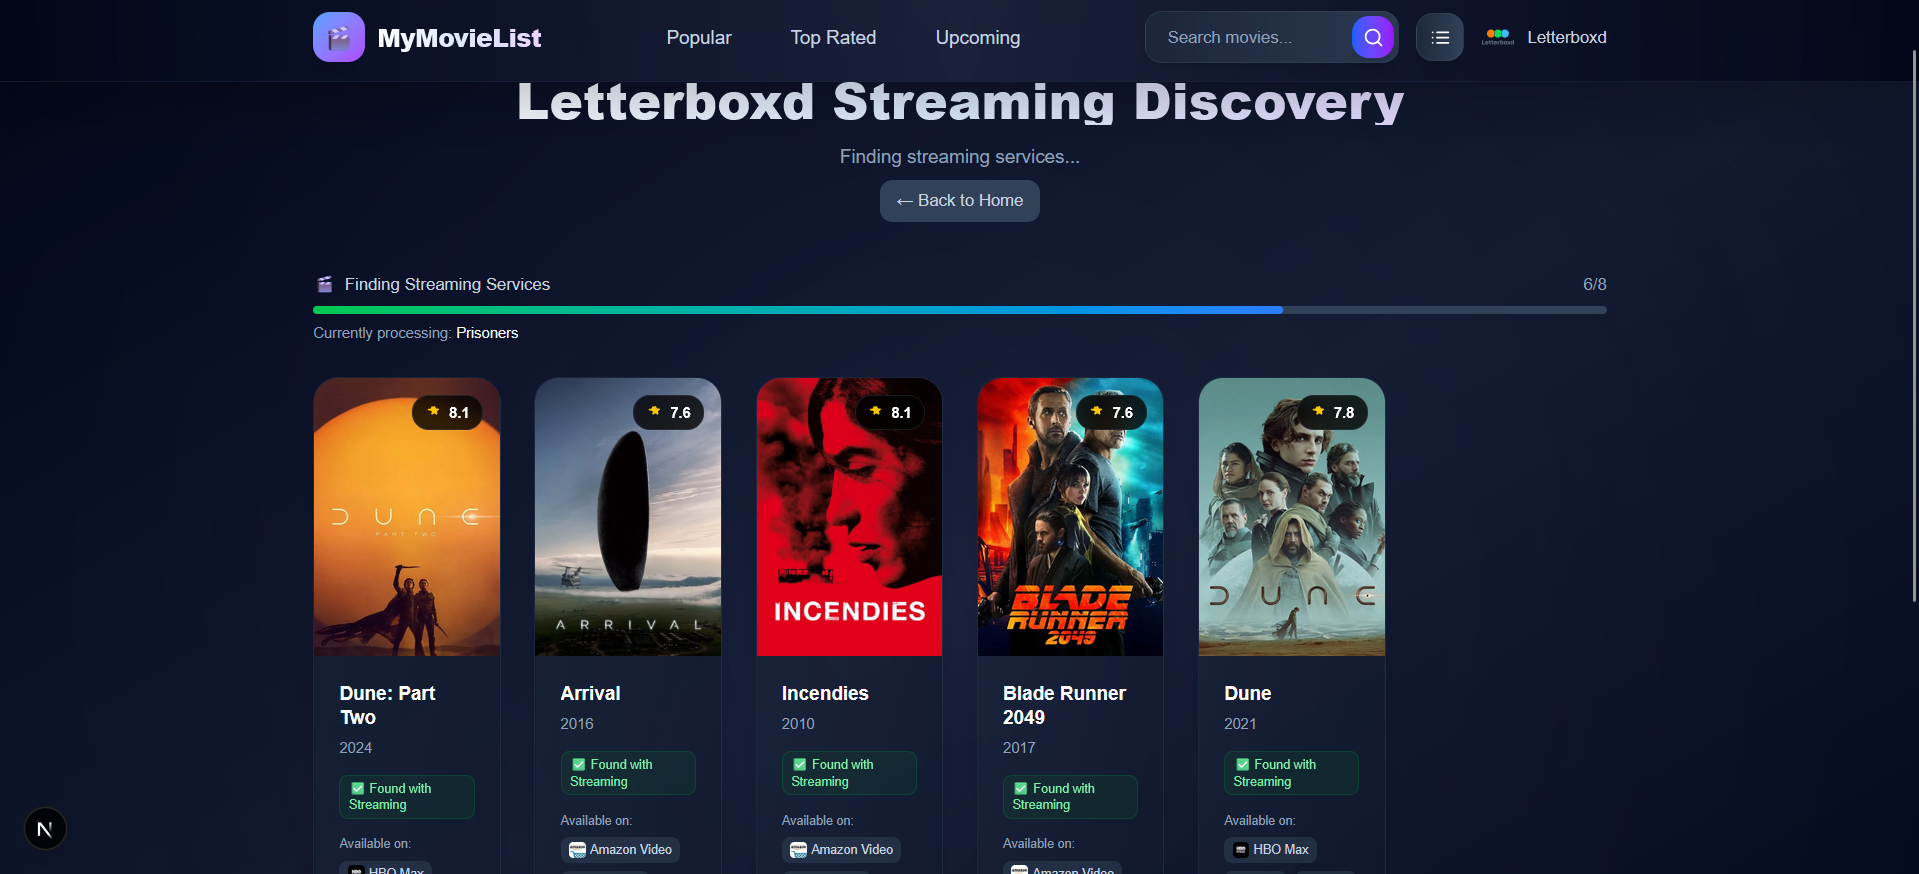 MyMovieList
Popular
Top Rated
Upcoming
Search movies...
Letterboxd
Letterboxd
Letterboxd Streaming Discovery
Finding streaming services...
← Back to Home
Finding Streaming Services
6/8
Currently processing: Prisoners
8.1
DUNE
PART TWO
7.6
ARRIVAL
8.1
INCENDIES
7.6
BLADE
RUNNER
2049
7.8
DUNE
Dune: Part
Two
2024
✅ Found with
Streaming
Available on:
HBO Max
Arrival
2016
✅ Found with
Streaming
Available on:
Amazon Video
Incendies
2010
✅ Found with
Streaming
Available on:
Amazon Video
Blade Runner
2049
2017
✅ Found with
Streaming
Available on:
Amazon Video
Dune
2021
✅ Found with
Streaming
Available on:
HBO Max
N